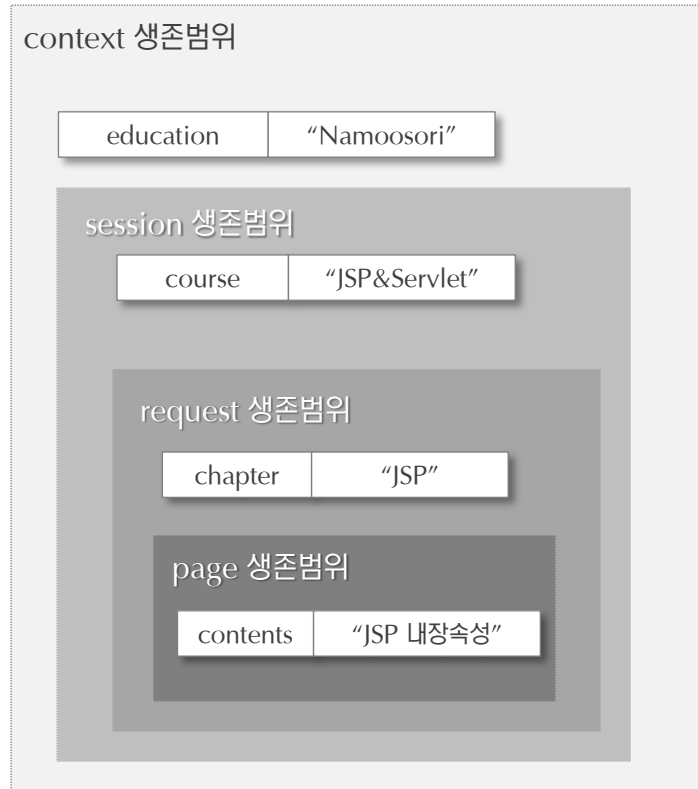 context 생존범위
education “Namoosori”
session 생존범위
course “JSP&Servlet”
request 생존범위
chapter “JSP”
page 생존범위
contents “JSP 내장속성”